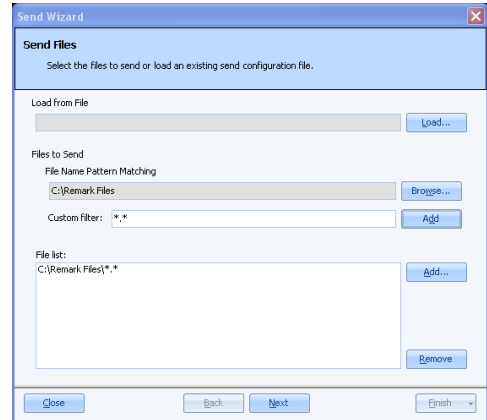 Send Wizard
Send Files
Select the files to send or load an existing send configuration file.
Load from File
Load...
Files to Send
File Name Pattern Matching
C:\Remark Files
Browse...
Custom filter:
*.*
Add
File list:
C:\Remark Files\*.*
Add...
Remove
Close
Back
Next
Finish